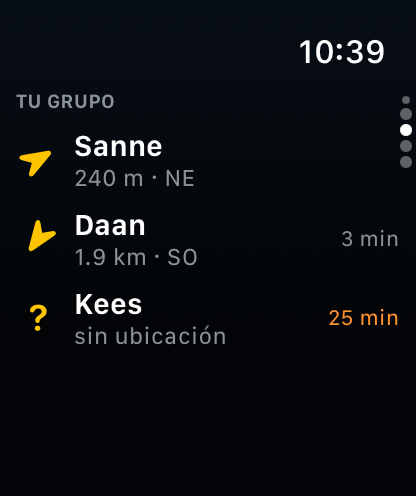 10:39
TU GRUPO
Sanne
240 m · NE
Daan
1.9 km · SO
3 min
?
Kees
sin ubicación
25 min